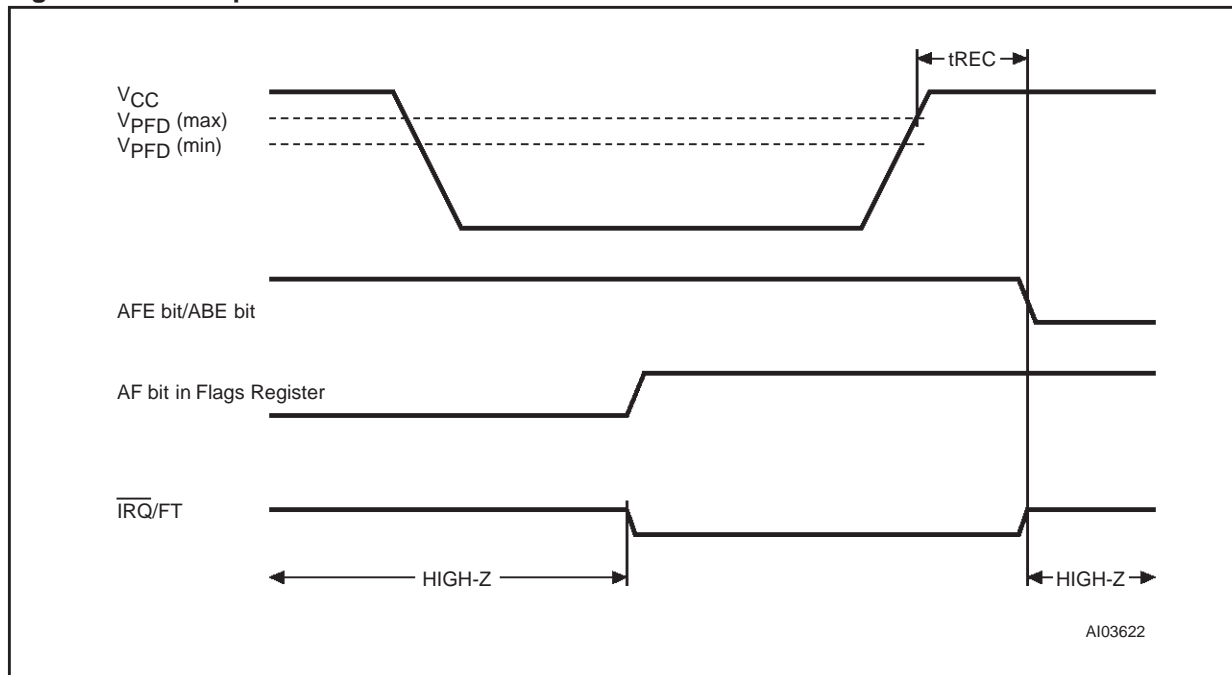 tREC
VCC
VPFD (max)
VPFD (min)
AFE bit/ABE bit
AF bit in Flags Register
IRQ/FT
HIGH-Z
HIGH-Z
AI03622